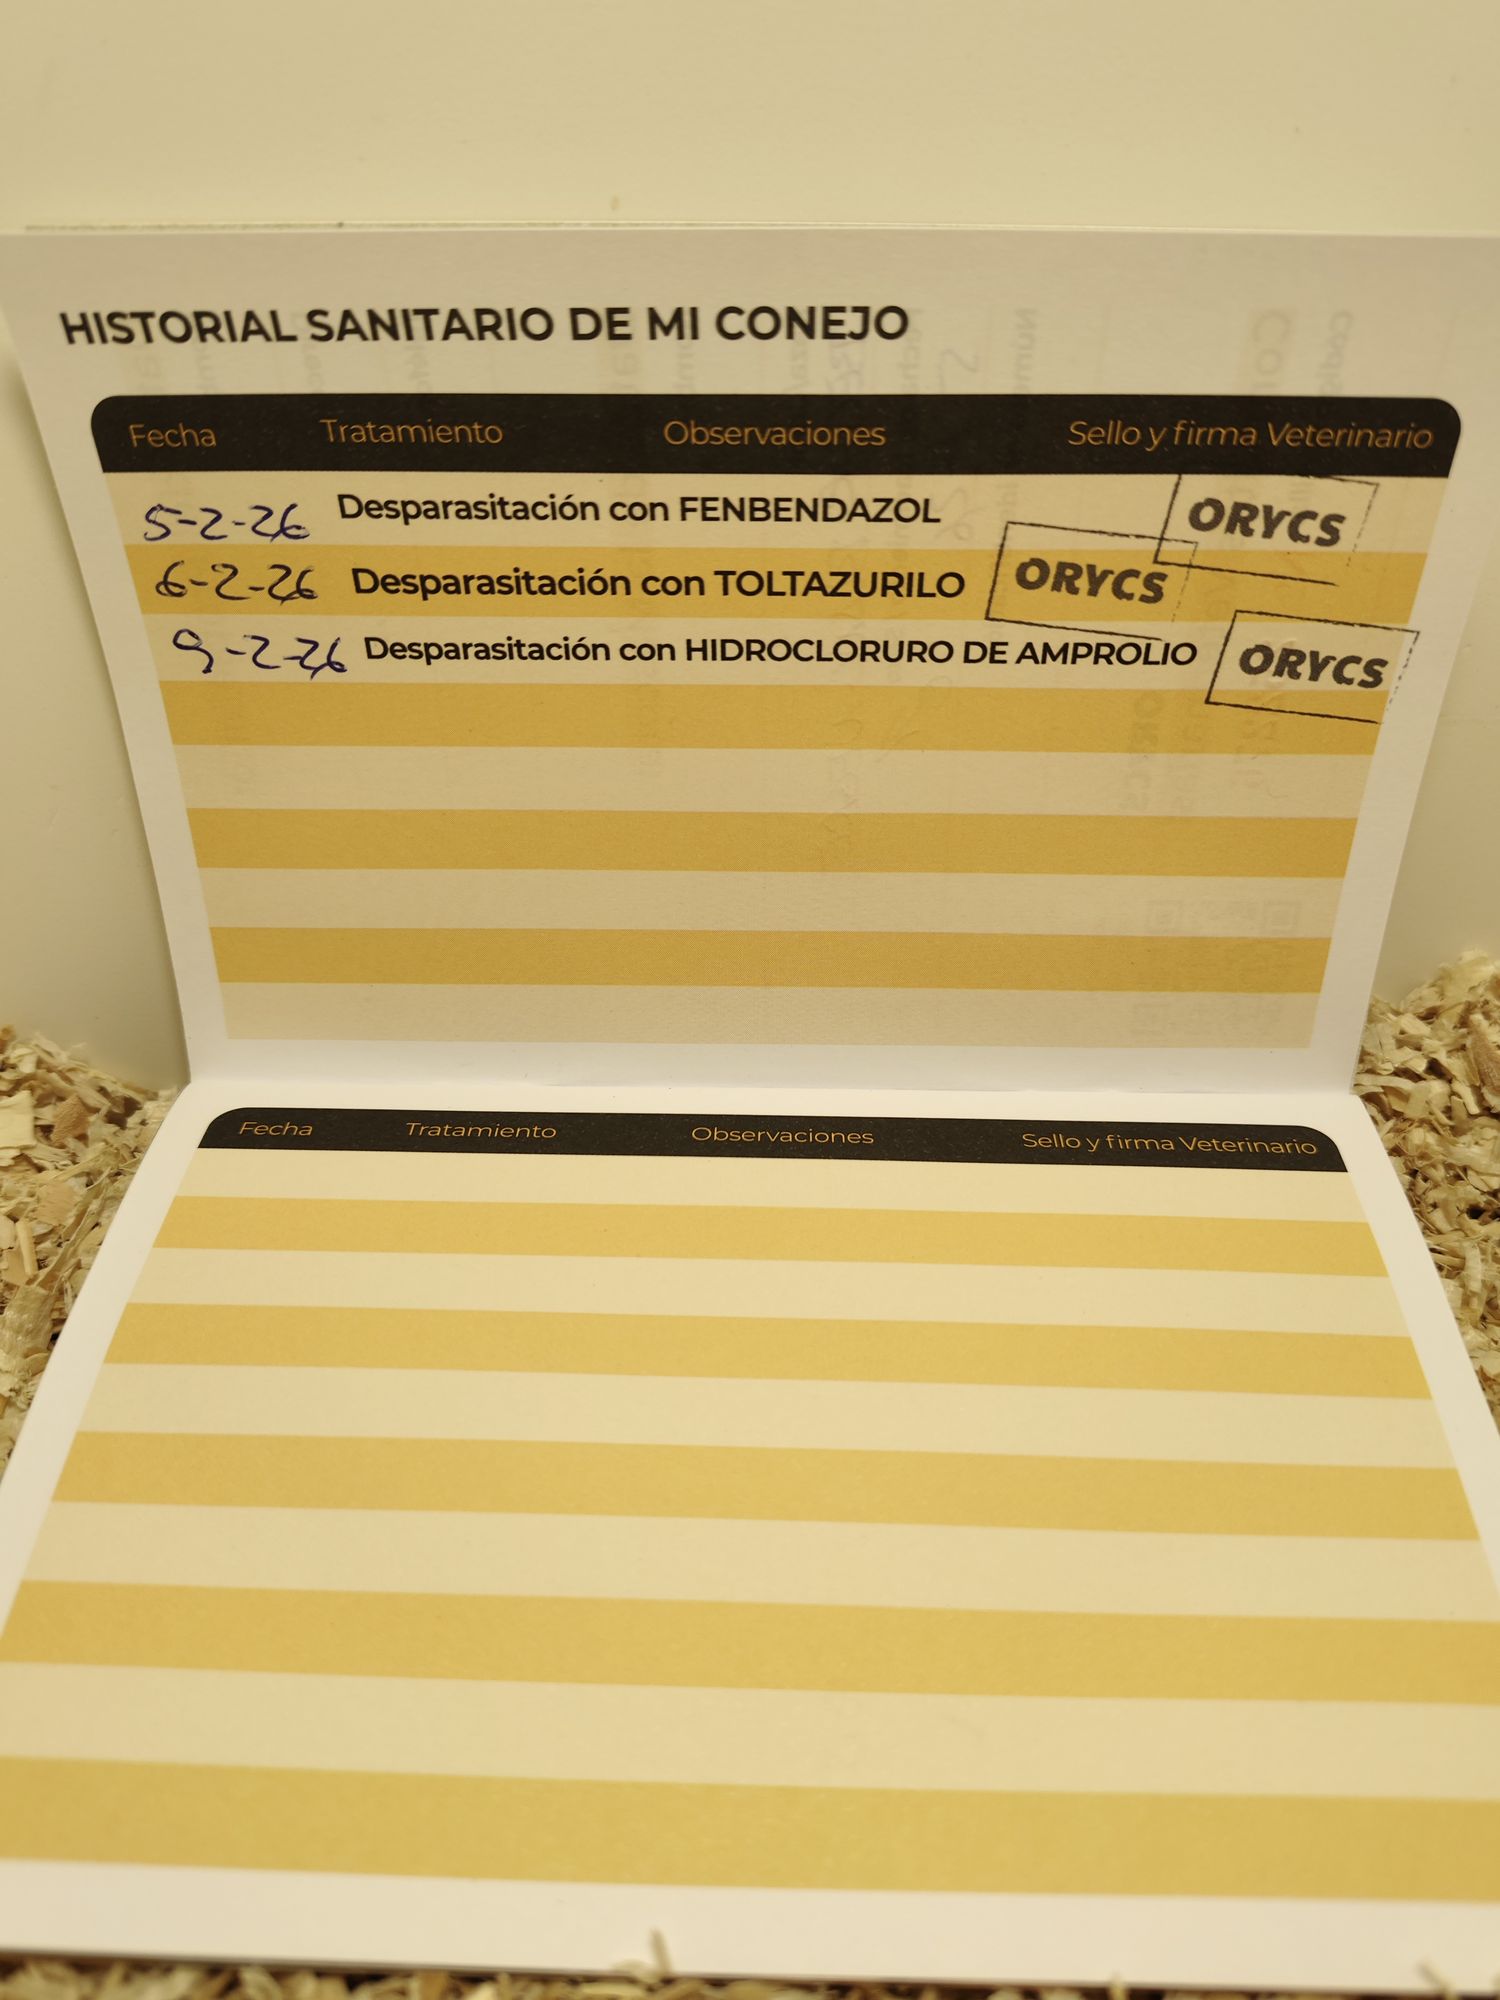 HISTORIAL SANITARIO DE MI CONEJO
Fecha Tratamiento Observaciones Sello y firma Veterinario
5-2-26 Desparasitación con FENBENDAZOL ORYCS
6-2-26 Desparasitación con TOLTAZURILO ORYCS
9-2-26 Desparasitación con HIDROCLORURO DE AMPROLIO ORYCS
Fecha Tratamiento Observaciones Sello y firma Veterinario